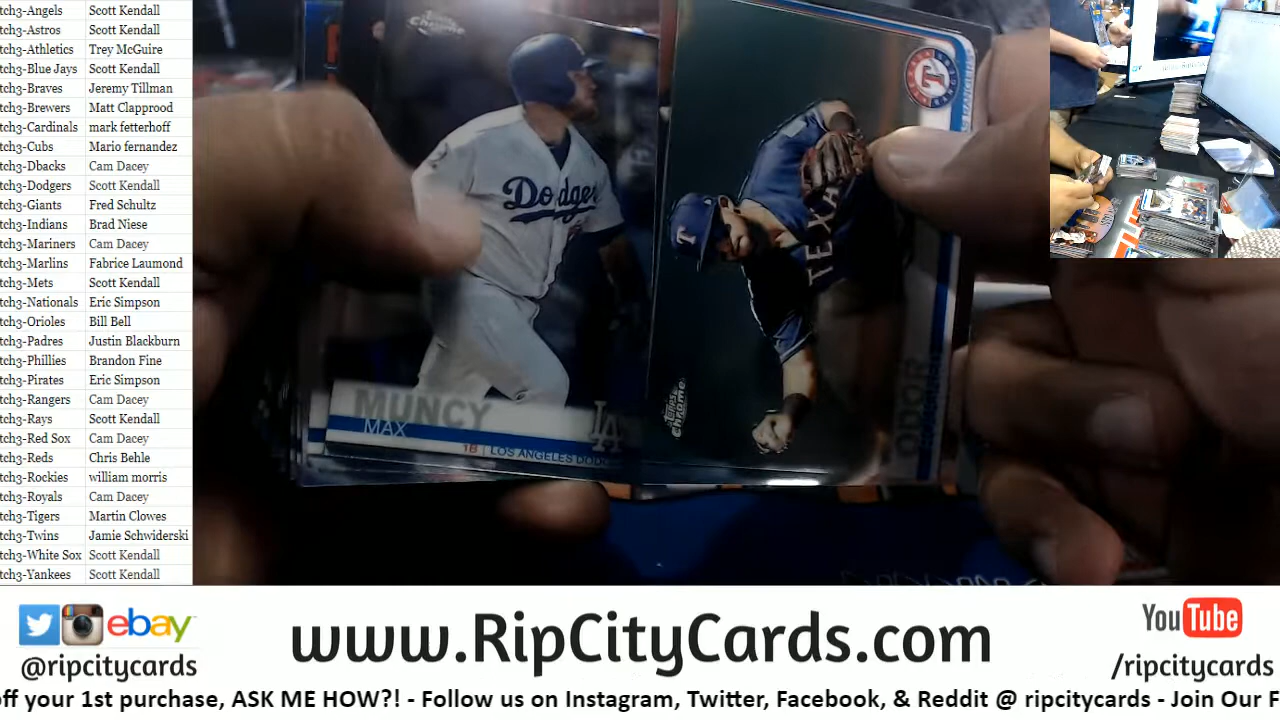 tch3-Angels Scott Kendall
tch3-Astros Scott Kendall
tch3-Athletics Trey McGuire
tch3-Blue Jays Scott Kendall
tch3-Braves Jeremy Tillman
tch3-Brewers Matt Clapprood
tch3-Cardinals mark fetterhoff
tch3-Cubs Mario fernandez
tch3-Dbacks Cam Dacey
tch3-Dodgers Scott Kendall
tch3-Giants Fred Schultz
tch3-Indians Brad Niese
tch3-Mariners Cam Dacey
tch3-Marlins Fabrice Laumond
tch3-Mets Scott Kendall
tch3-Nationals Eric Simpson
tch3-Orioles Bill Bell
tch3-Padres Justin Blackburn
tch3-Phillies Brandon Fine
tch3-Pirates Eric Simpson
tch3-Rangers Cam Dacey
tch3-Rays Scott Kendall
tch3-Red Sox Cam Dacey
tch3-Reds Chris Behle
tch3-Rockies william morris
tch3-Royals Cam Dacey
tch3-Tigers Martin Clowes
tch3-Twins Jamie Schwiderski
tch3-White Sox Scott Kendall
tch3-Yankees Scott Kendall
Topps Chrome
Dodgers
MUNCY
MAX
1B | LOS ANGELES DODG
LA
T
T
TEXA
Topps Chrome
ODOR
ebay
@ripcitycards
www.RipCityCards.com
YouTube
/ripcitycards
off your 1st purchase, ASK ME HOW?! - Follow us on Instagram, Twitter, Facebook, & Reddit @ ripcitycards - Join Our F